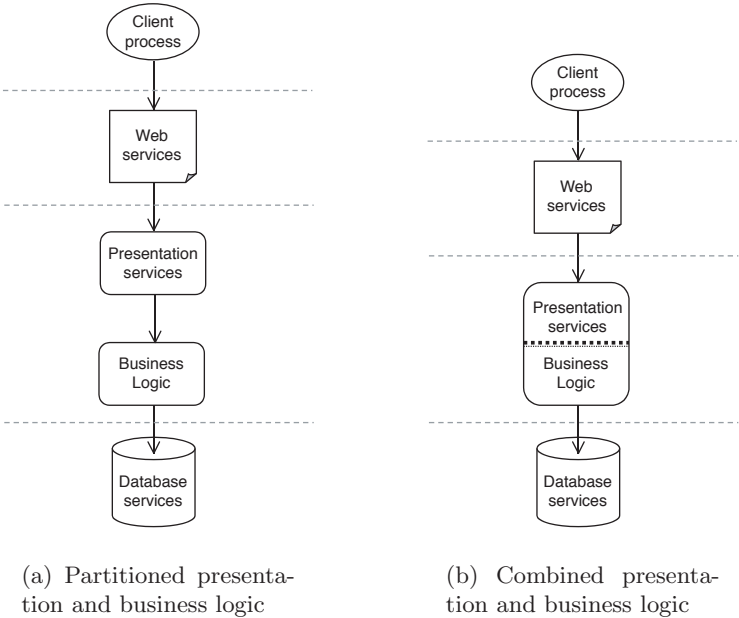 Client
process
Web
services
Presentation
services
Business
Logic
Database
services
(a) Partitioned presenta-
tion and business logic
Client
process
Web
services
Presentation
services
Business
Logic
Database
services
(b) Combined presenta-
tion and business logic